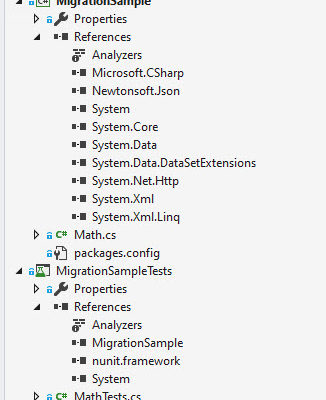 MigrationSample
Properties
References
Analyzers
Microsoft.CSharp
Newtonsoft.Json
System
System.Core
System.Data
System.Data.DataSetExtensions
System.Net.Http
System.Xml
System.Xml.Linq
C# Math.cs
packages.config
MigrationSampleTests
Properties
References
Analyzers
MigrationSample
nunit.framework
System
C# MathTests.cs